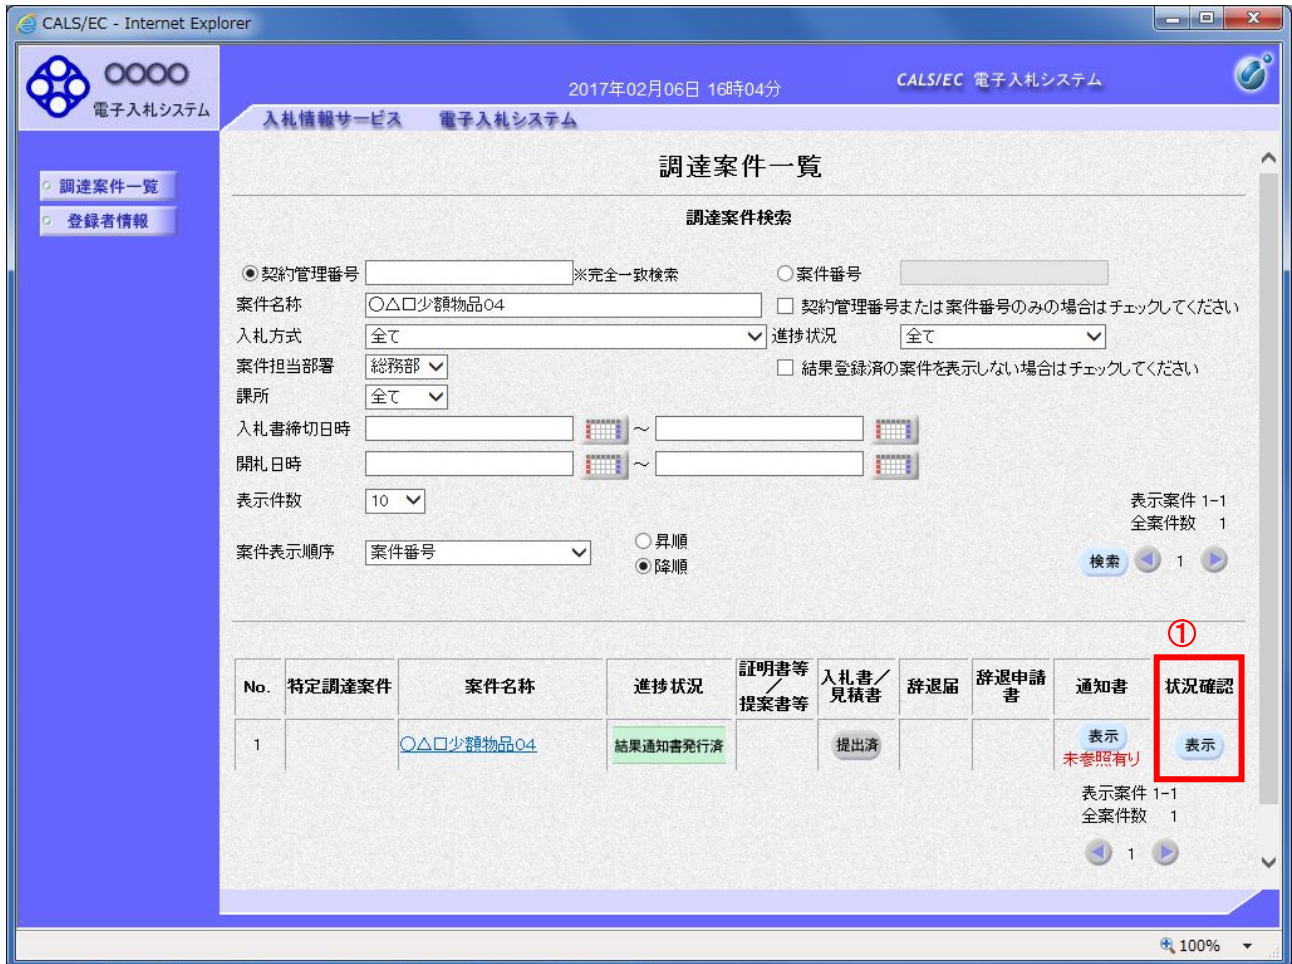 CALS/EC - Internet Explorer
○○○○
電子入札システム
2017年02月06日 16時04分
CALS/EC 電子入札システム
入札情報サービス 電子入札システム
調達案件一覧
登録者情報
調達案件一覧
調達案件検索
契約管理番号 ※完全一致検索 案件番号
案件名称 ○△□少額物品04 契約管理番号または案件番号のみの場合はチェックしてください
入札方式 全て 進捗状況 全て
案件担当部署 総務部 結果登録済の案件を表示しない場合はチェックしてください
課所 全て
入札書締切日時 ～
開札日時 ～
表示件数 10
表示案件 1-1
全案件数 1
案件表示順序 案件番号
昇順
降順
検索 1
①
No. 特定調達案件 案件名称 進捗状況 証明書等／提案書等 入札書／見積書 辞退届 辞退申請書 通知書 状況確認
1 ○△□少額物品04 結果通知書発行済 提出済 表示 未参照有り 表示
表示案件 1-1
全案件数 1
1
100%